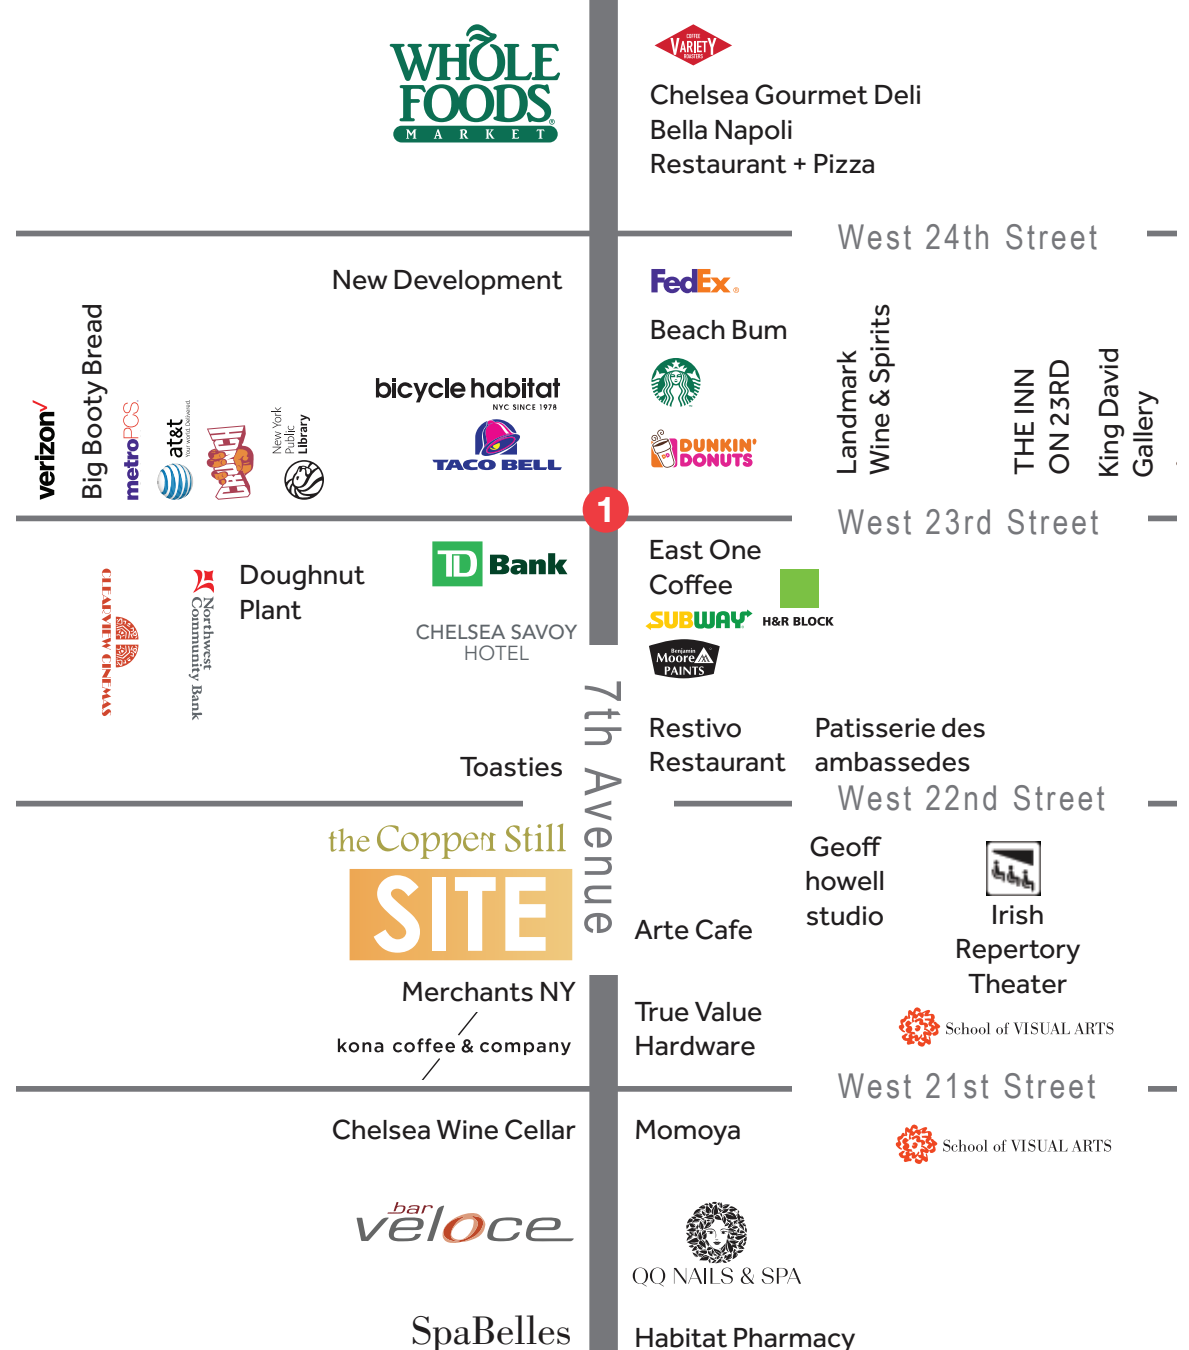 WHOLE
FOODS
MARKET
COFFEE
VARIETY
ROASTERS
Chelsea Gourmet Deli
Bella Napoli
Restaurant + Pizza
West 24th Street
New Development
FedEx
Beach Bum
verizon
Big Booty Bread
metroPCS.
at&t
Your world. Delivered.
CRUNCH
New York
Public
Library
bicycle habitat
NYC SINCE 1978
TACO BELL
DUNKIN'
DONUTS
Landmark
Wine & Spirits
THE INN
ON 23RD
King David
Gallery
1
West 23rd Street
CLEARVIEW CINEMAS
Northwest
Community Bank
Doughnut
Plant
TD Bank
CHELSEA SAVOY
HOTEL
East One
Coffee
SUBWAY
H&R BLOCK
Benjamin
Moore
PAINTS
7th Avenue
Restivo
Restaurant
Patisserie des
ambassedes
Toasties
West 22nd Street
the Copper Still
SITE
Geoff
howell
studio
Arte Cafe
Irish
Repertory
Theater
Merchants NY
kona coffee & company
True Value
Hardware
School of VISUAL ARTS
West 21st Street
Chelsea Wine Cellar
Momoya
School of VISUAL ARTS
bar
veloce
QQ NAILS & SPA
SpaBelles
Habitat Pharmacy